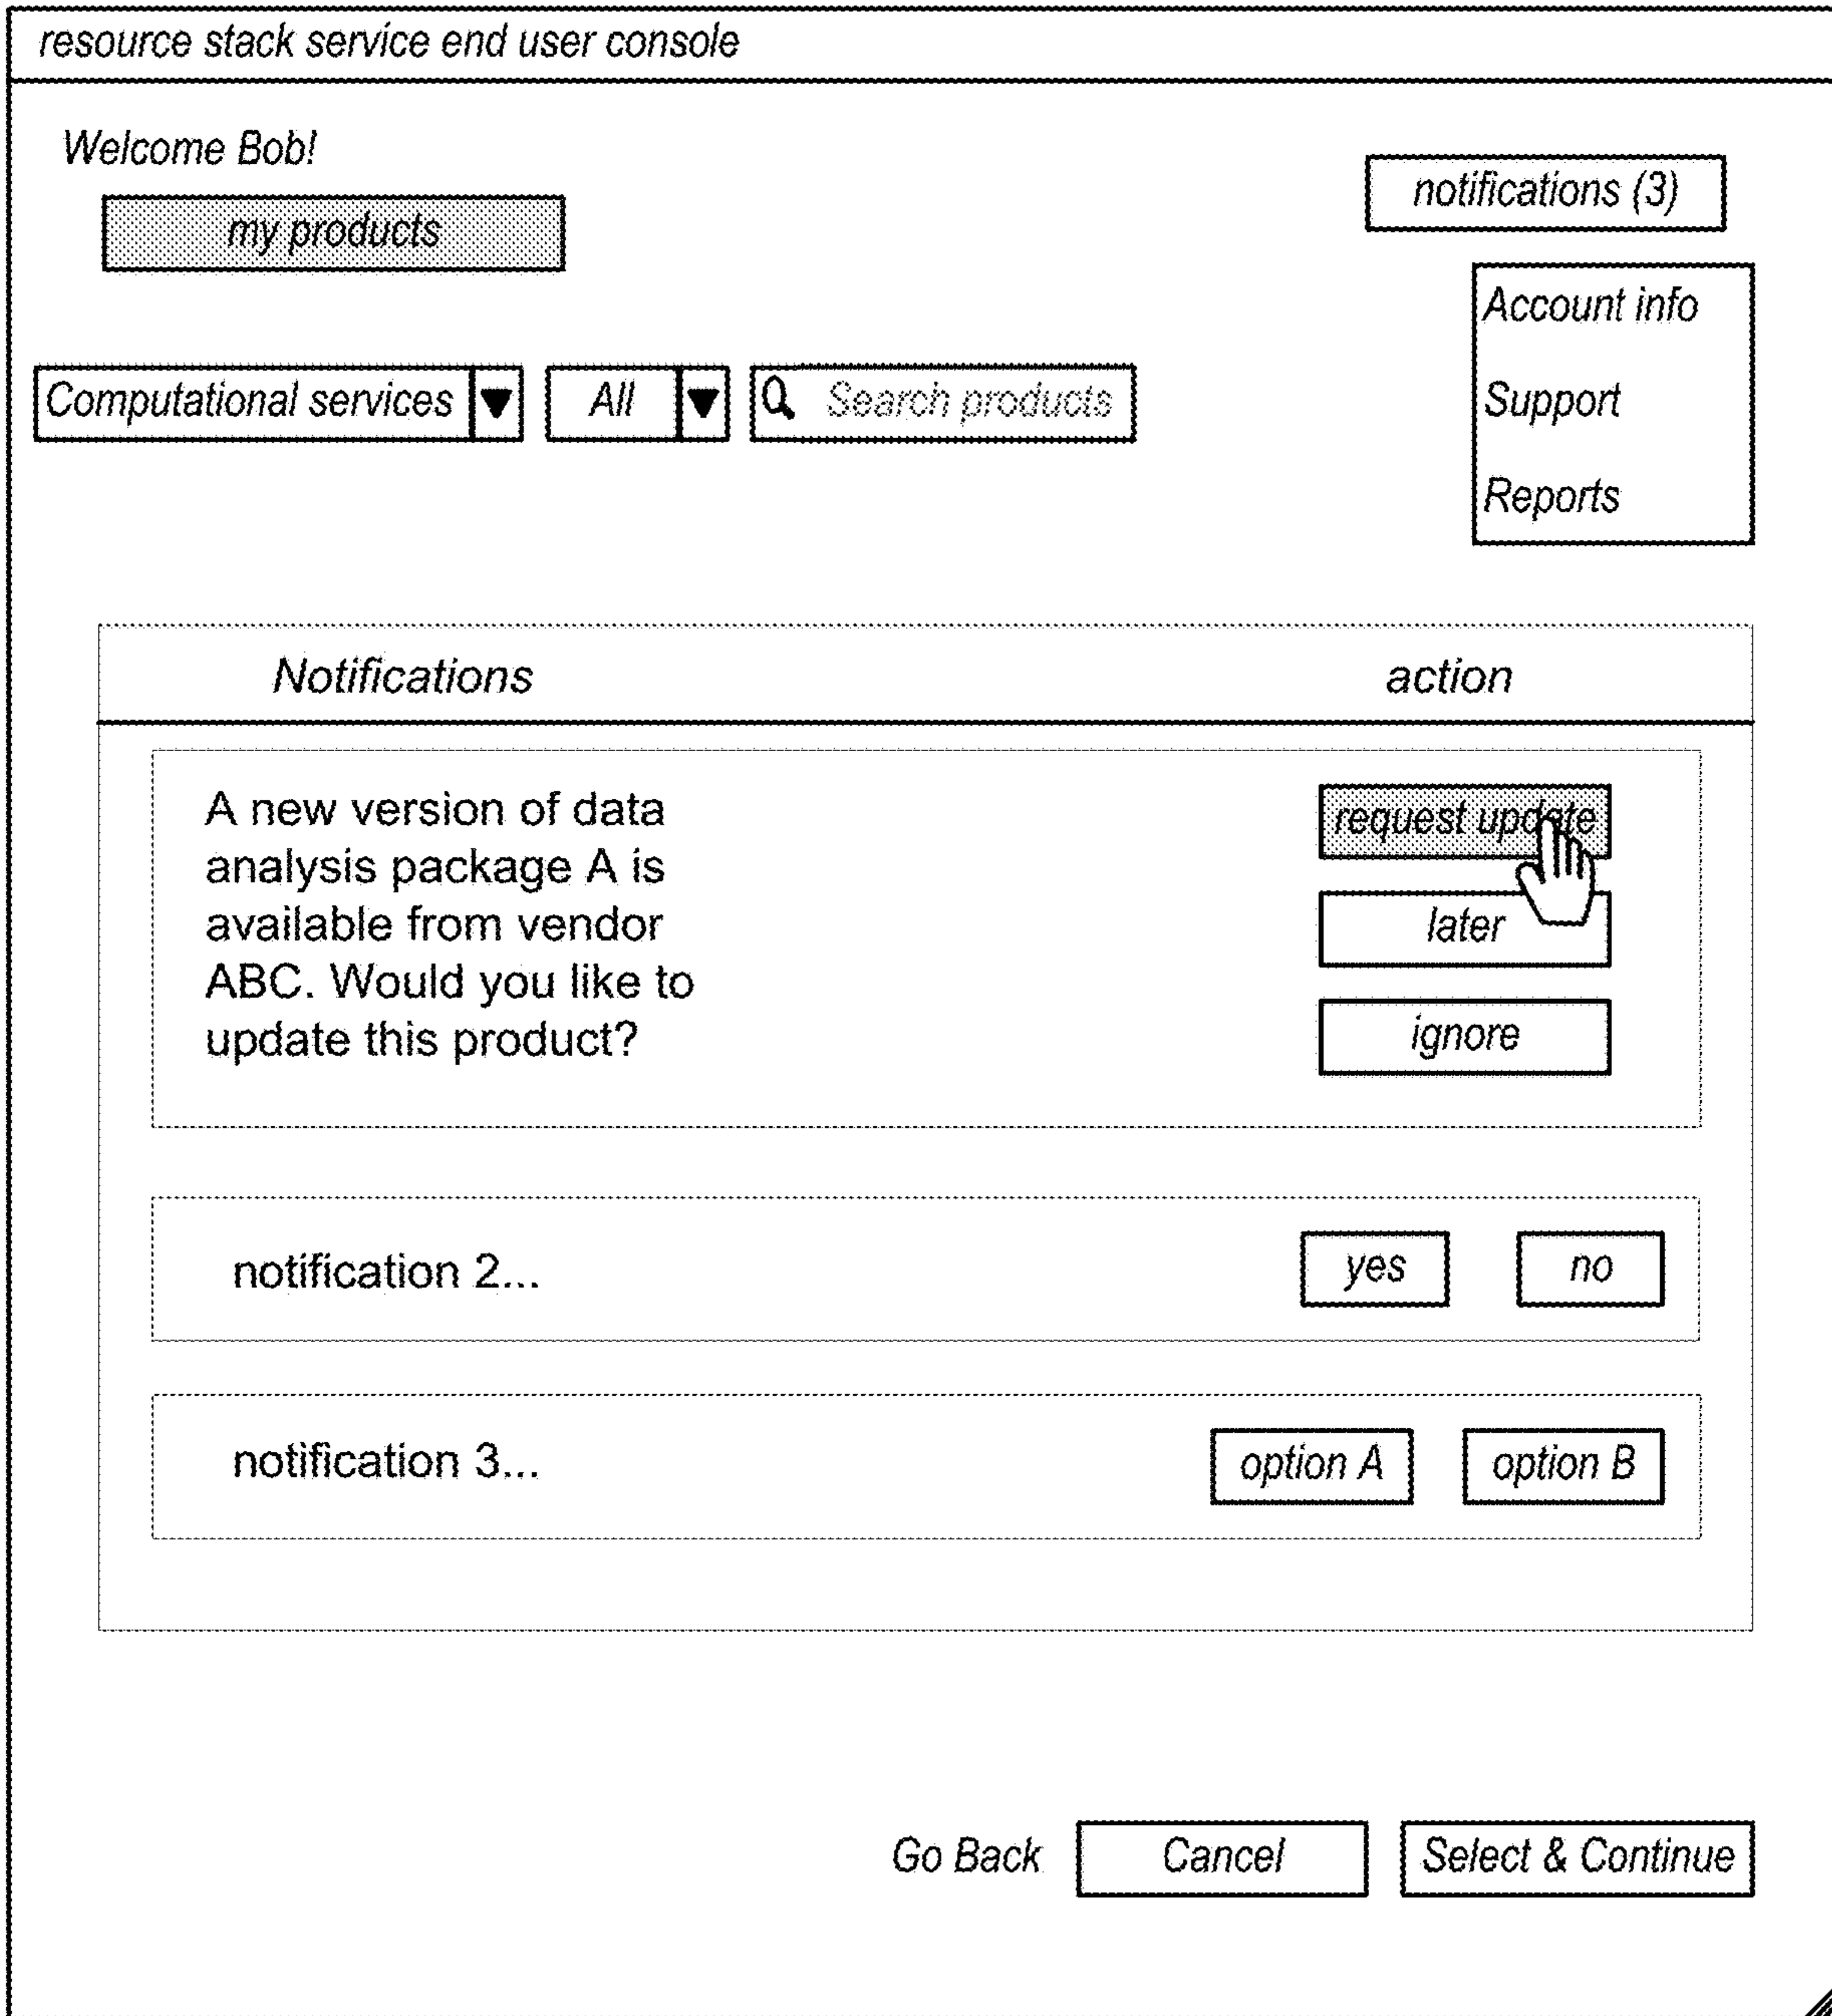 resource stack service end user console
Welcome Bob!
my products
notifications (3)
Account info
Support
Reports
Computational services
All
Search products
Notifications
action
A new version of data
analysis package A is
available from vendor
ABC. Would you like to
update this product?
request update
later
ignore
notification 2...
yes
no
notification 3...
option A
option B
Go Back
Cancel
Select & Continue